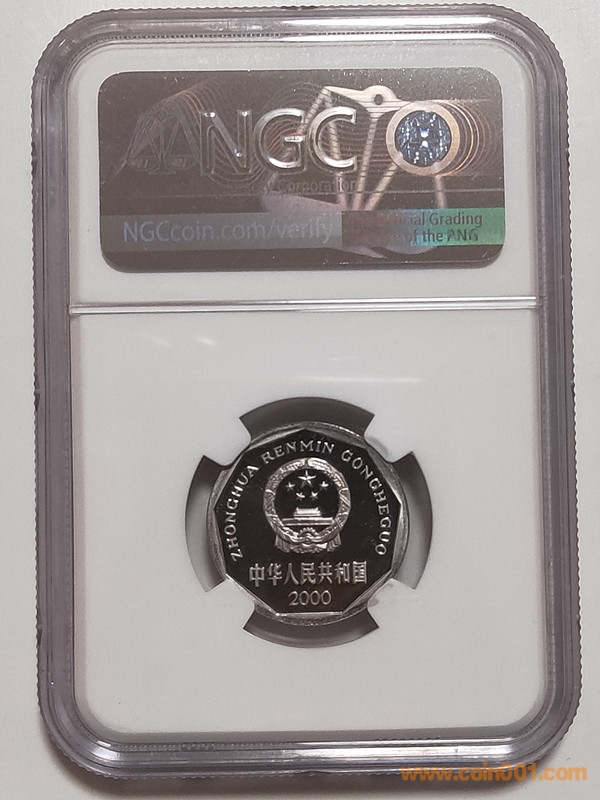 NGC
Corporation
NGCcoin.com/verify
Grading
of the ANA
ZHONGHUA RENMIN GONGHEGUO
中华人民共和国
2000
www.coin001.com